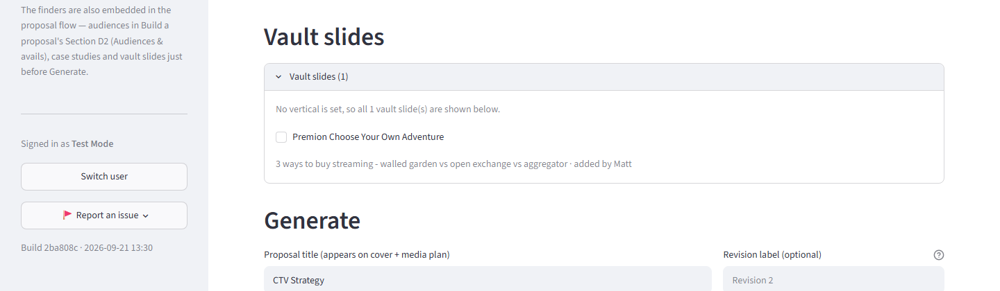 The finders are also embedded in the
proposal flow — audiences in Build a
proposal's Section D2 (Audiences &
avails), case studies and vault slides just
before Generate.
Signed in as Test Mode
Switch user
Report an issue
Build 2ba808c · 2026-09-21 13:30
Vault slides
Vault slides (1)
No vertical is set, so all 1 vault slide(s) are shown below.
Premion Choose Your Own Adventure
3 ways to buy streaming - walled garden vs open exchange vs aggregator · added by Matt
Generate
Proposal title (appears on cover + media plan)
Revision label (optional)
CTV Strategy
Revision 2